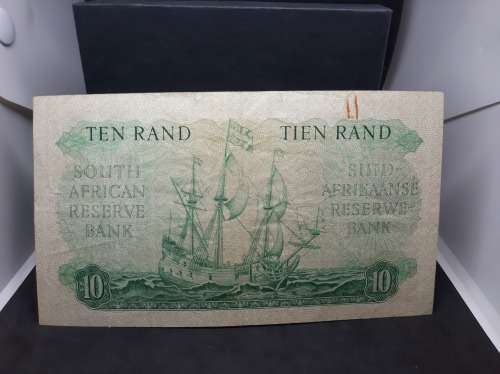 TEN RAND
TIEN RAND
SOUTH
AFRICAN
RESERVE
BANK
SUID-
AFRIKAANSE
RESERWE-
BANK
10
10